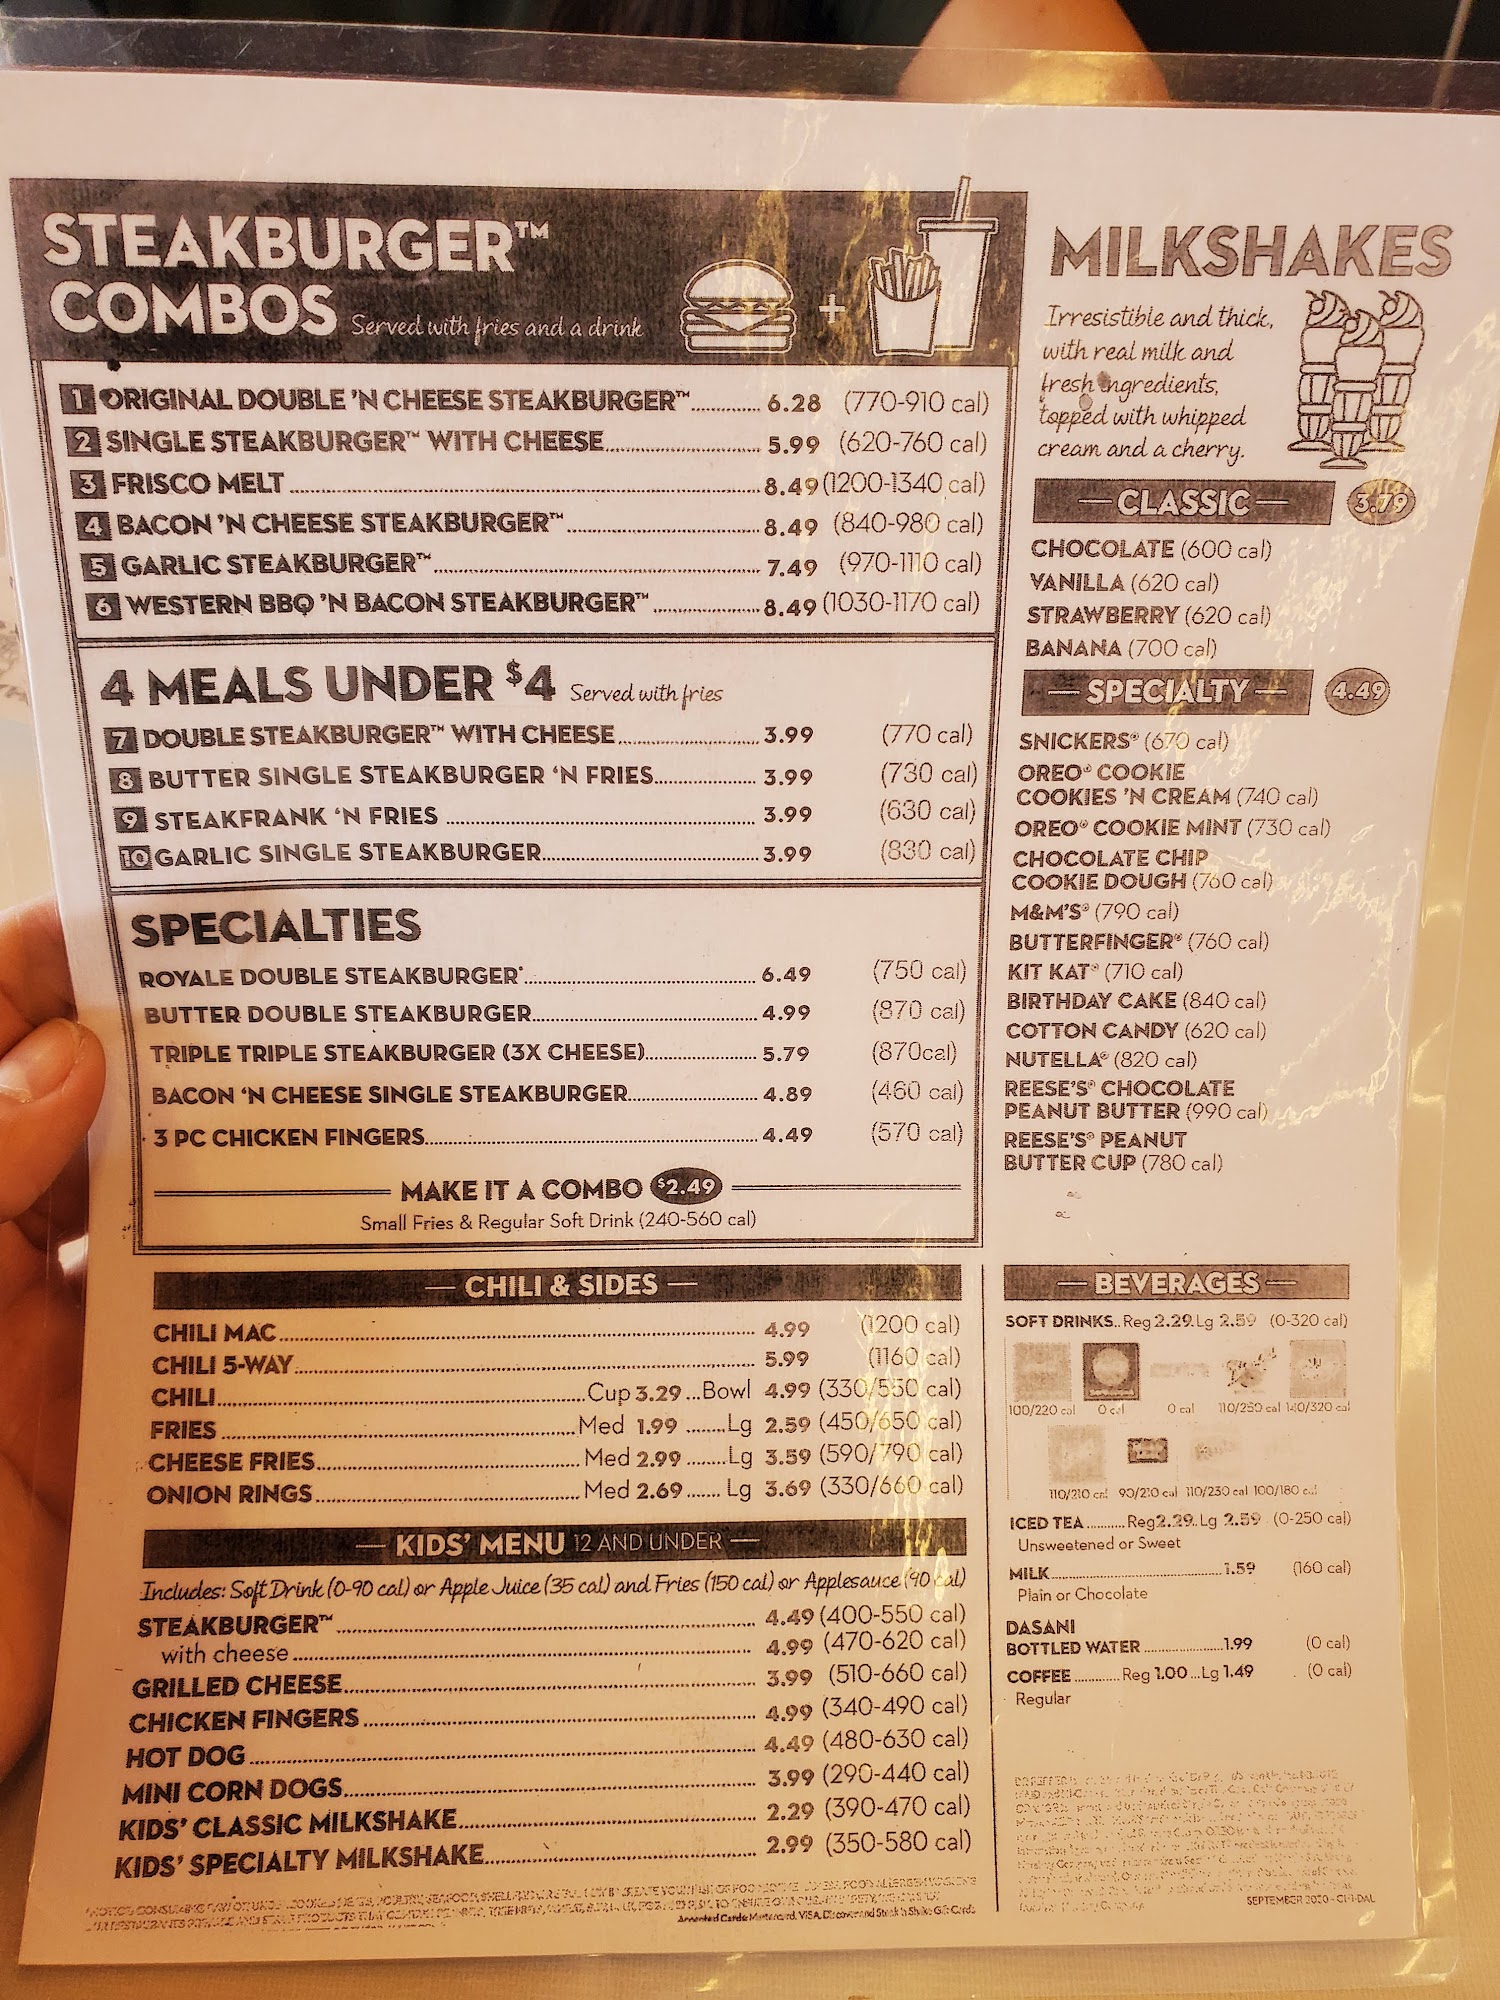 STEAKBURGER™
COMBOS Served with fries and a drink
1 ORIGINAL DOUBLE 'N CHEESE STEAKBURGER™ 6.28 (770-910 cal)
2 SINGLE STEAKBURGER™ WITH CHEESE 5.99 (620-760 cal)
3 FRISCO MELT 8.49 (1200-1340 cal)
4 BACON 'N CHEESE STEAKBURGER™ 8.49 (840-980 cal)
5 GARLIC STEAKBURGER™ 7.49 (970-1110 cal)
6 WESTERN BBQ 'N BACON STEAKBURGER™ 8.49 (1030-1170 cal)
4 MEALS UNDER $4 Served with fries
7 DOUBLE STEAKBURGER™ WITH CHEESE 3.99 (770 cal)
8 BUTTER SINGLE STEAKBURGER 'N FRIES 3.99 (730 cal)
9 STEAKFRANK 'N FRIES 3.99 (630 cal)
10 GARLIC SINGLE STEAKBURGER 3.99 (830 cal)
SPECIALTIES
ROYALE DOUBLE STEAKBURGER* 6.49 (750 cal)
BUTTER DOUBLE STEAKBURGER 4.99 (870 cal)
TRIPLE TRIPLE STEAKBURGER (3X CHEESE) 5.79 (870cal)
BACON 'N CHEESE SINGLE STEAKBURGER 4.89 (460 cal)
3 PC CHICKEN FINGERS 4.49 (570 cal)
MAKE IT A COMBO $2.49
Small Fries & Regular Soft Drink (240-560 cal)
CHILI & SIDES
CHILI MAC 4.99 (1200 cal)
CHILI 5-WAY 5.99 (1160 cal)
CHILI Cup 3.29 Bowl 4.99 (330/550 cal)
FRIES Med 1.99 Lg 2.59 (450/650 cal)
CHEESE FRIES Med 2.99 Lg 3.59 (590/790 cal)
ONION RINGS Med 2.69 Lg 3.69 (330/660 cal)
KIDS' MENU 12 AND UNDER
Includes: Soft Drink (0-90 cal) or Apple Juice (35 cal) and Fries (150 cal) or Applesauce (90 cal)
STEAKBURGER™ 4.49 (400-550 cal)
with cheese 4.99 (470-620 cal)
GRILLED CHEESE 3.99 (510-660 cal)
CHICKEN FINGERS 4.99 (340-490 cal)
HOT DOG 4.49 (480-630 cal)
MINI CORN DOGS 3.99 (290-440 cal)
KIDS' CLASSIC MILKSHAKE 2.29 (390-470 cal)
KIDS' SPECIALTY MILKSHAKE 2.99 (350-580 cal)
MILKSHAKES
Irresistible and thick,
with real milk and
fresh ingredients,
topped with whipped
cream and a cherry.
CLASSIC 3.79
CHOCOLATE (600 cal)
VANILLA (620 cal)
STRAWBERRY (620 cal)
BANANA (700 cal)
SPECIALTY 4.49
SNICKERS® (670 cal)
OREO® COOKIE
COOKIES 'N CREAM (740 cal)
OREO® COOKIE MINT (730 cal)
CHOCOLATE CHIP
COOKIE DOUGH (760 cal)
M&M'S® (790 cal)
BUTTERFINGER® (760 cal)
KIT KAT® (710 cal)
BIRTHDAY CAKE (840 cal)
COTTON CANDY (620 cal)
NUTELLA® (820 cal)
REESE'S® CHOCOLATE
PEANUT BUTTER (990 cal)
REESE'S® PEANUT
BUTTER CUP (780 cal)
BEVERAGES
SOFT DRINKS Reg 2.29 Lg 2.59 (0-320 cal)
100/220 cal 0 cal 0 cal 110/250 cal 140/320 cal
110/210 cal 90/210 cal 110/230 cal 100/180 cal
ICED TEA Reg 2.29 Lg 2.59 (0-250 cal)
Unsweetened or Sweet
MILK 1.59 (160 cal)
Plain or Chocolate
DASANI
BOTTLED WATER 1.99 (0 cal)
COFFEE Reg 1.00 Lg 1.49 (0 cal)
Regular